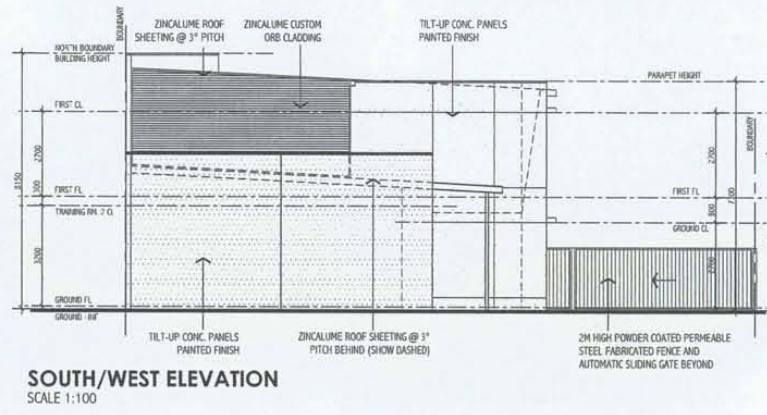 BOUNDARY
ZINCALUME ROOF
SHEETING @ 3° PITCH
ZINCALUME CUSTOM
ORB CLADDING
TILT-UP CONC. PANELS
PAINTED FINISH
NORTH BOUNDARY
BUILDING HEIGHT
PARAPET HEIGHT
FIRST CL
BOUNDARY
2700
2700
8150
FIRST FL
FIRST FL
300
TRAINING RM. 2 CL
GROUND CL
3200
GROUND FL
GROUND - INF
TILT-UP CONC. PANELS
PAINTED FINISH
ZINCALUME ROOF SHEETING @ 3°
PITCH BEHIND (SHOW DASHED)
2M HIGH POWDER COATED PERMEABLE
STEEL FABRICATED FENCE AND
AUTOMATIC SLIDING GATE BEYOND
SOUTH/WEST ELEVATION
SCALE 1:100